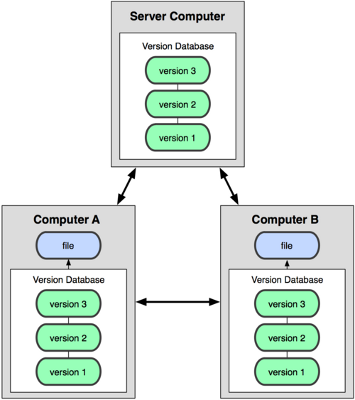 Server Computer
Version Database
version 3
version 2
version 1
Computer A
file
Version Database
version 3
version 2
version 1
Computer B
file
Version Database
version 3
version 2
version 1